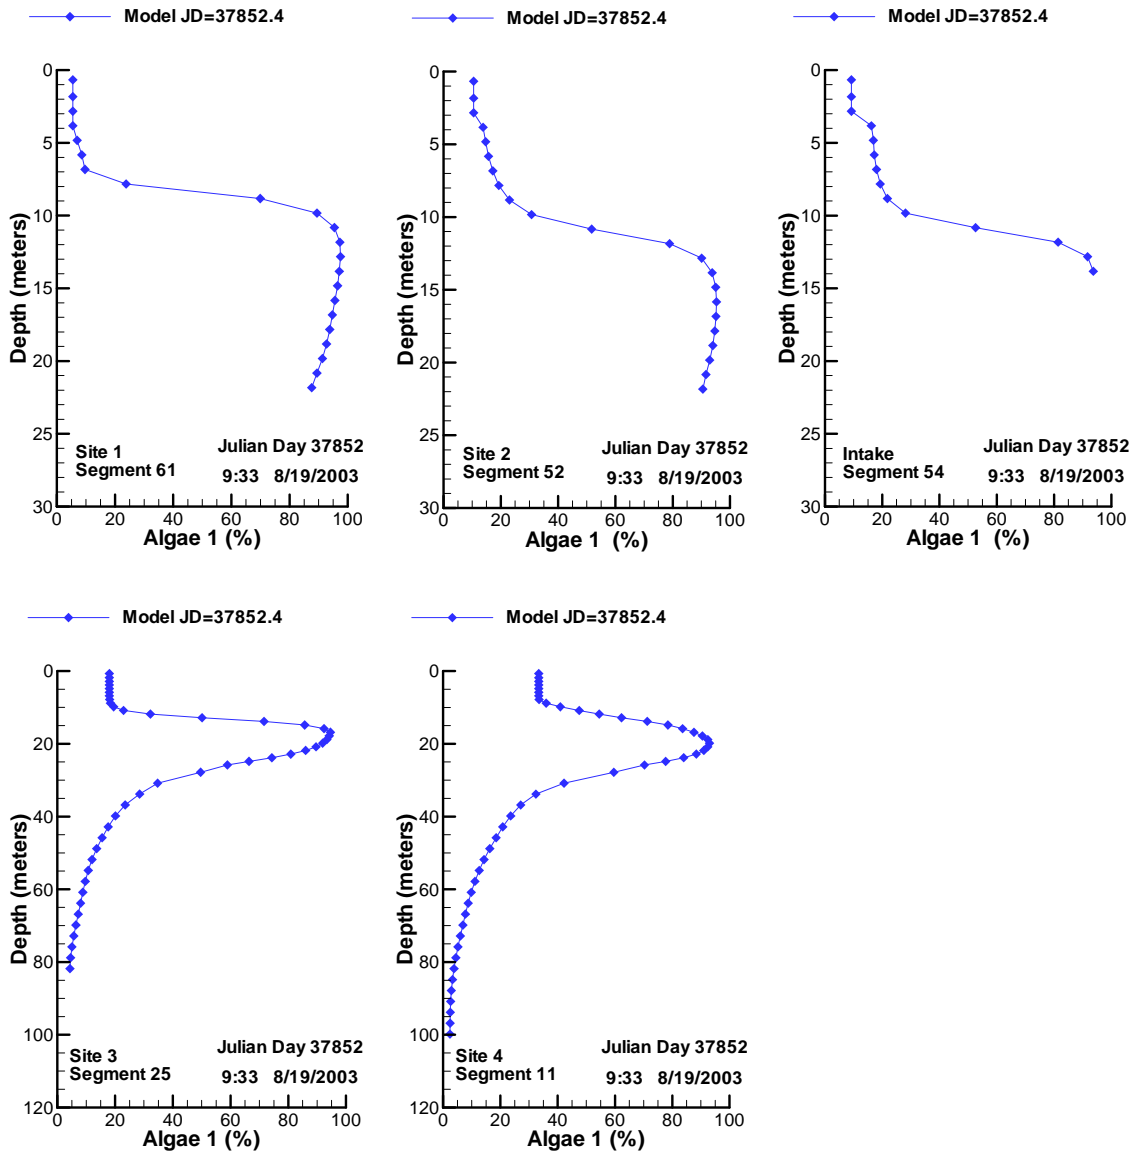 Model JD=37852.4
0
5
10
15
20
25
30
Depth (meters)
Site 1
Segment 61
Julian Day 37852
9:33 8/19/2003
0 20 40 60 80 100
Algae 1 (%)
Model JD=37852.4
0
5
10
15
20
25
30
Depth (meters)
Site 2
Segment 52
Julian Day 37852
9:33 8/19/2003
0 20 40 60 80 100
Algae 1 (%)
Model JD=37852.4
0
5
10
15
20
25
30
Depth (meters)
Intake
Segment 54
Julian Day 37852
9:33 8/19/2003
0 20 40 60 80 100
Algae 1 (%)
Model JD=37852.4
0
20
40
60
80
100
120
Depth (meters)
Site 3
Segment 25
Julian Day 37852
9:33 8/19/2003
0 20 40 60 80 100
Algae 1 (%)
Model JD=37852.4
0
20
40
60
80
100
120
Depth (meters)
Site 4
Segment 11
Julian Day 37852
9:33 8/19/2003
0 20 40 60 80 100
Algae 1 (%)